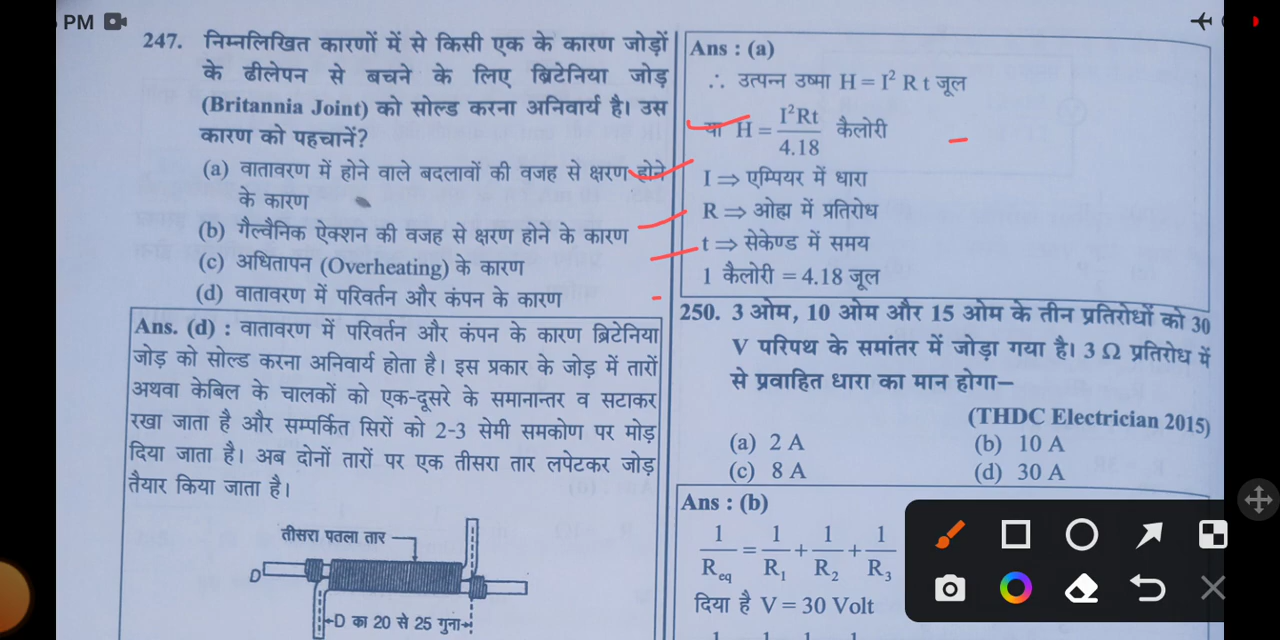 PM
247. निम्नलिखित कारणों में से किसी एक के कारण जोड़ों
के ढीलेपन से बचने के लिए ब्रिटेनिया जोड़
(Britannia Joint) को सोल्ड करना अनिवार्य है। उस
कारण को पहचानें?
(a) वातावरण में होने वाले बदलावों की वजह से क्षरण होने
के कारण
(b) गैल्वैनिक ऐक्शन की वजह से क्षरण होने के कारण
(c) अधितापन (Overheating) के कारण
(d) वातावरण में परिवर्तन और कंपन के कारण
Ans. (d) : वातावरण में परिवर्तन और कंपन के कारण ब्रिटेनिया
जोड़ को सोल्ड करना अनिवार्य होता है। इस प्रकार के जोड़ में तारों
अथवा केबिल के चालकों को एक-दूसरे के समानान्तर व सटाकर
रखा जाता है और सम्पर्कित सिरों को 2-3 सेमी समकोण पर मोड़
दिया जाता है। अब दोनों तारों पर एक तीसरा तार लपेटकर जोड़
तैयार किया जाता है।
तीसरा पतला तार
D
D का 20 से 25 गुना
Ans : (a)
∴ उत्पन्न उष्मा H = I² R t जूल
या H = I²Rt/4.18 कैलोरी
I ⇒ एम्पियर में धारा
R ⇒ ओह्म में प्रतिरोध
t ⇒ सेकेण्ड में समय
1 कैलोरी = 4.18 जूल
250. 3 ओम, 10 ओम और 15 ओम के तीन प्रतिरोधों को 30
V परिपथ के समांतर में जोड़ा गया है। 3 Ω प्रतिरोध में
से प्रवाहित धारा का मान होगा–
(THDC Electrician 2015)
(a) 2 A (b) 10 A
(c) 8 A (d) 30 A
Ans : (b)
1/Req = 1/R1 + 1/R2 + 1/R3
दिया है V = 30 Volt